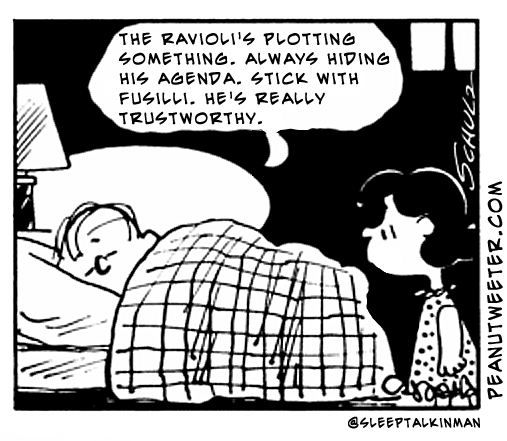 THE RAVIOLI'S PLOTTING
SOMETHING. ALWAYS HIDING
HIS AGENDA. STICK WITH
FUSILLI. HE'S REALLY
TRUSTWORTHY.
SCHULZ
PEANUTWEETER.COM
@SLEEPTALKINMAN